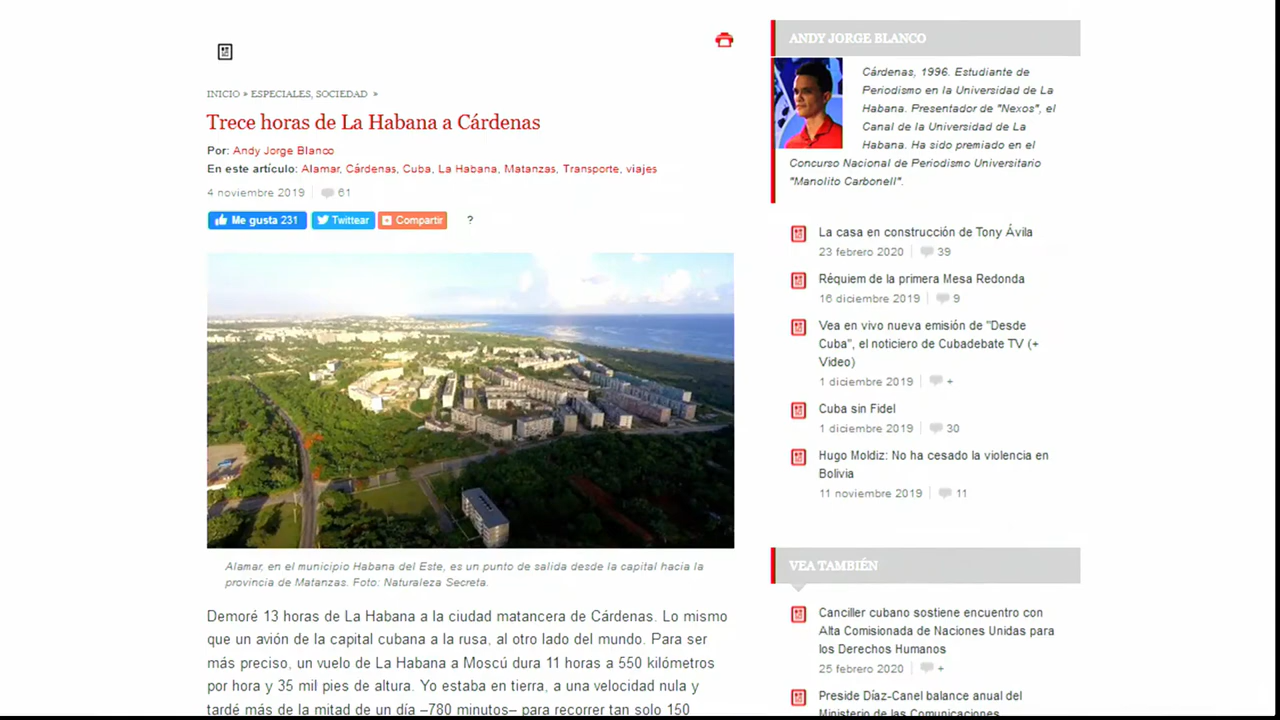 INICIO » ESPECIALES, SOCIEDAD »
Trece horas de La Habana a Cárdenas
Por: Andy Jorge Blanco
En este artículo: Alamar, Cárdenas, Cuba, La Habana, Matanzas, Transporte, viajes
4 noviembre 2019 | 61
Me gusta 231 Twittear Compartir ?
Alamar, en el municipio Habana del Este, es un punto de salida desde la capital hacia la
provincia de Matanzas. Foto: Naturaleza Secreta.
Demoré 13 horas de La Habana a la ciudad matancera de Cárdenas. Lo mismo
que un avión de la capital cubana a la rusa, al otro lado del mundo. Para ser
más preciso, un vuelo de La Habana a Moscú dura 11 horas a 550 kilómetros
por hora y 35 mil pies de altura. Yo estaba en tierra, a una velocidad nula y
tardé más de la mitad de un día –780 minutos– para recorrer tan solo 150
ANDY JORGE BLANCO
Cárdenas, 1996. Estudiante de
Periodismo en la Universidad de La
Habana. Presentador de "Nexos", el
Canal de la Universidad de La
Habana. Ha sido premiado en el
Concurso Nacional de Periodismo Universitario
"Manolito Carbonell".
La casa en construcción de Tony Ávila
23 febrero 2020 | 39
Réquiem de la primera Mesa Redonda
16 diciembre 2019 | 9
Vea en vivo nueva emisión de "Desde
Cuba", el noticiero de Cubadebate TV (+
Video)
1 diciembre 2019 | +
Cuba sin Fidel
1 diciembre 2019 | 30
Hugo Moldiz: No ha cesado la violencia en
Bolivia
11 noviembre 2019 | 11
VEA TAMBIÉN
Canciller cubano sostiene encuentro con
Alta Comisionada de Naciones Unidas para
los Derechos Humanos
25 febrero 2020 | +
Preside Díaz-Canel balance anual del
Ministerio de las Comunicaciones